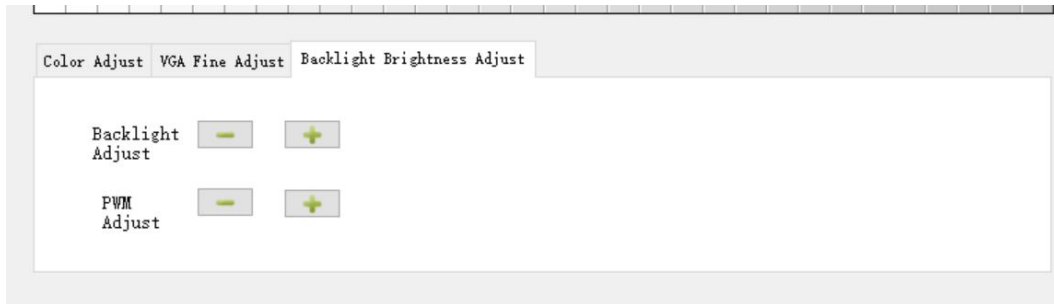 Color Adjust VGA Fine Adjust Backlight Brightness Adjust
Backlight
Adjust
PWM
Adjust